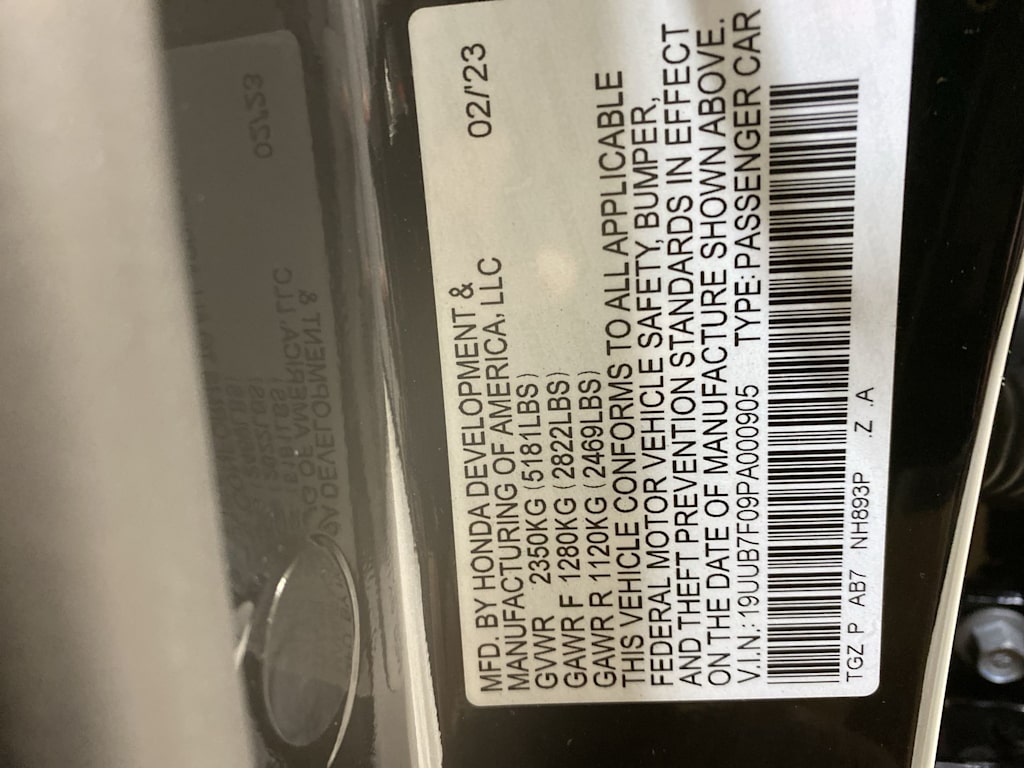 MFD. BY HONDA DEVELOPMENT & 02/'23
MANUFACTURING OF AMERICA, LLC
GVWR 2350KG (5181LBS)
GAWR F 1280KG (2822LBS)
GAWR R 1120KG (2469LBS)
THIS VEHICLE CONFORMS TO ALL APPLICABLE
FEDERAL MOTOR VEHICLE SAFETY, BUMPER,
AND THEFT PREVENTION STANDARDS IN EFFECT
ON THE DATE OF MANUFACTURE SHOWN ABOVE.
V.I.N.: 19UUB7F09PA000905 TYPE: PASSENGER CAR
TGZ P AB7 NH893P .Z .A